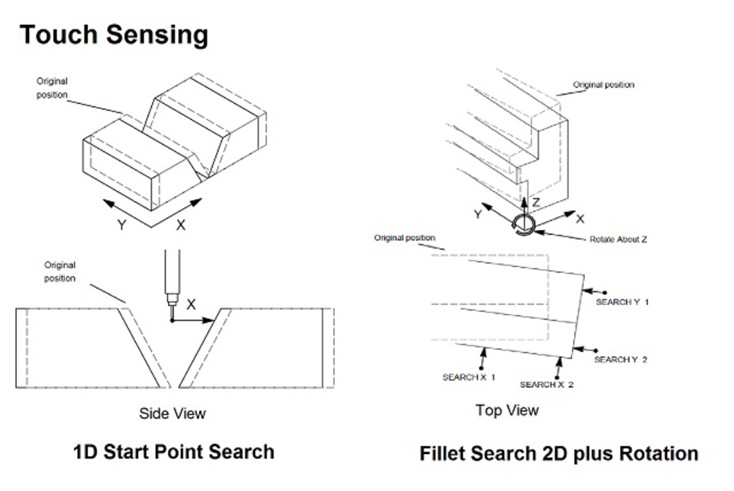 Touch Sensing
Original
position
Y
X
Original
position
X
Side View
1D Start Point Search
Original position
Z
Y
X
Rotate About Z
Original position
SEARCH Y 1
SEARCH Y 2
SEARCH X 1
SEARCH X 2
Top View
Fillet Search 2D plus Rotation